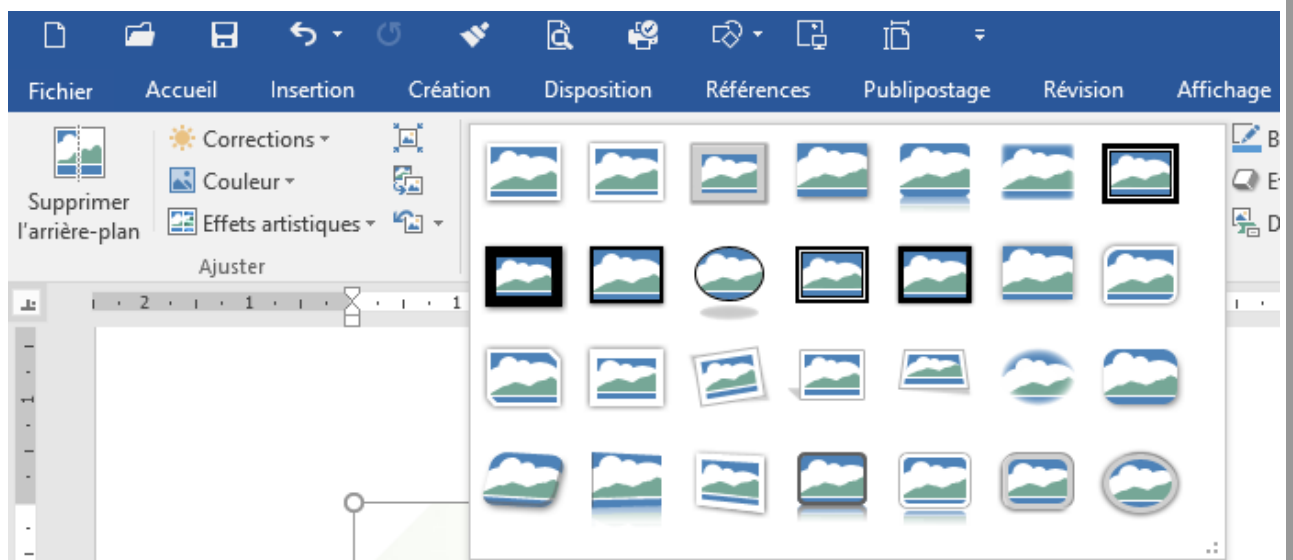 Fichier Accueil Insertion Création Disposition Références Publipostage Révision Affichage
Corrections
Couleur
Effets artistiques
Supprimer
l'arrière-plan
Ajuster
B
E
D
2 1 1
1